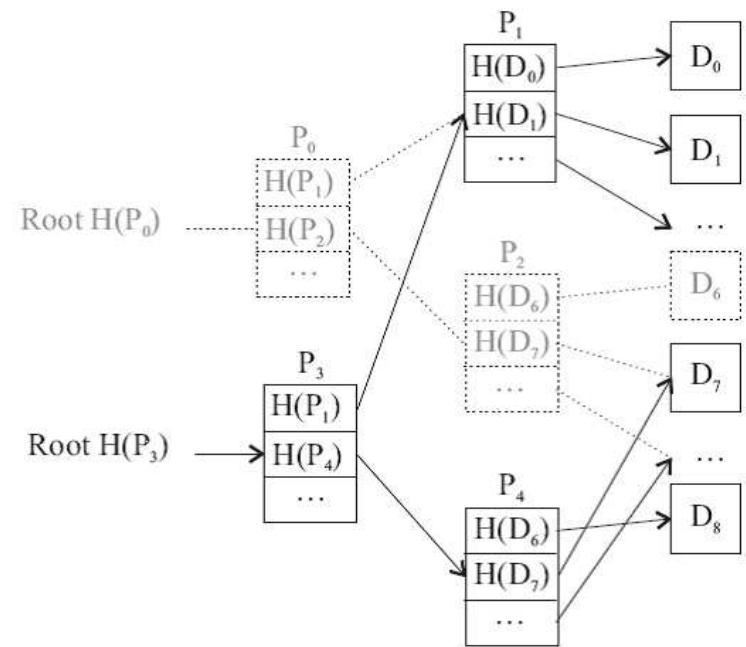 P₁
H(D₀)
H(D₁)
...
D₀
D₁
...
P₀
H(P₁)
H(P₂)
...
Root H(P₀)
P₂
H(D₆)
H(D₇)
...
D₆
D₇
...
P₃
H(P₁)
H(P₄)
...
Root H(P₃)
P₄
H(D₆)
H(D₇)
...
D₈